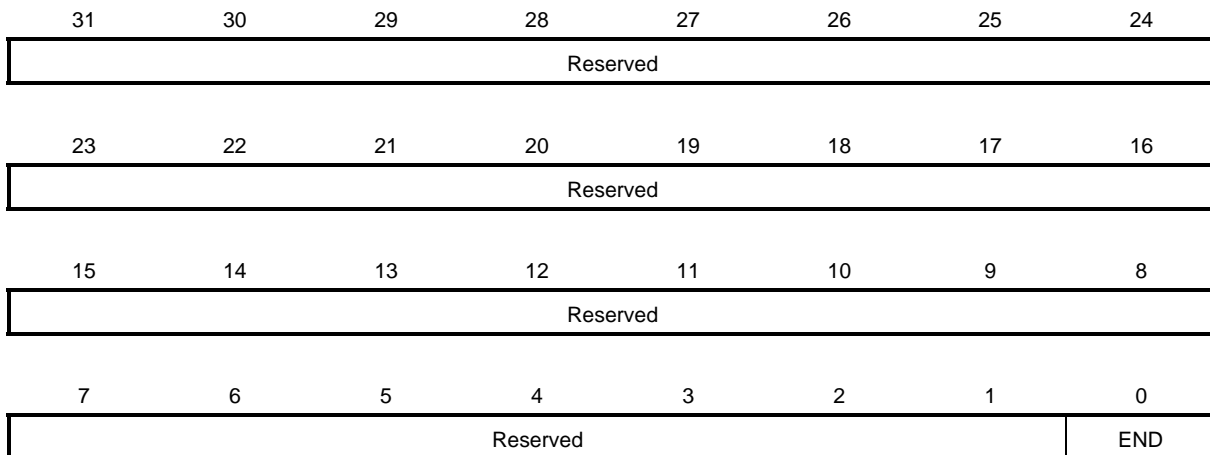 31 30 29 28 27 26 25 24
Reserved
23 22 21 20 19 18 17 16
Reserved
15 14 13 12 11 10 9 8
Reserved
7 6 5 4 3 2 1 0
Reserved END